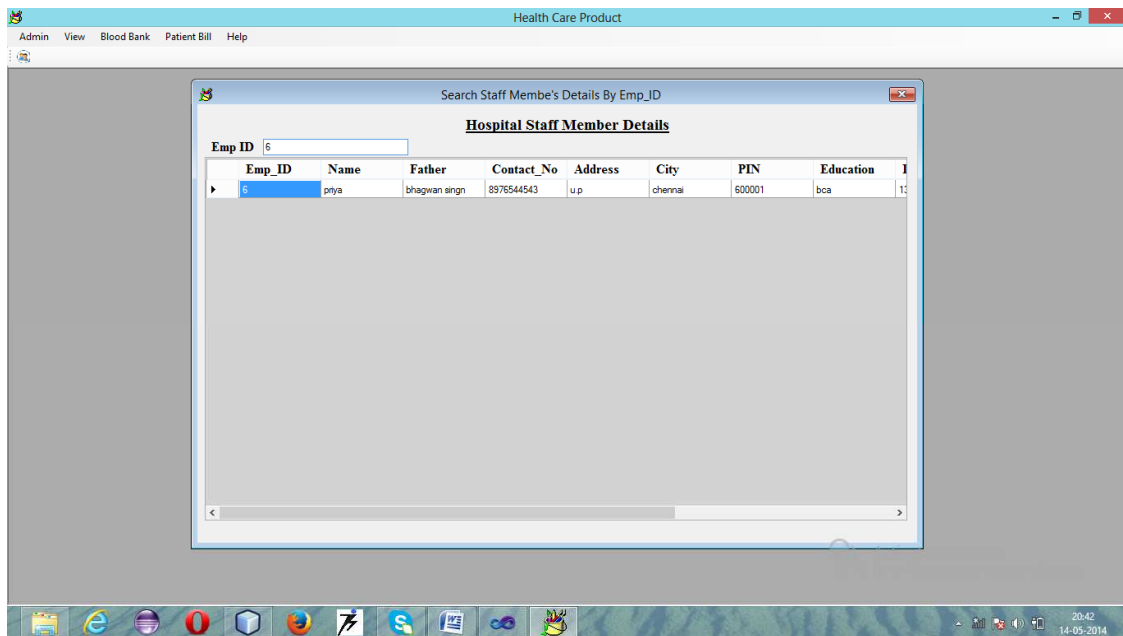 Health Care Product
Admin View Blood Bank Patient Bill Help
Search Staff Membe's Details By Emp_ID
Hospital Staff Member Details
Emp ID 6
Emp_ID Name Father Contact_No Address City PIN Education
6 priya bhagwan singn 8976544543 u.p chennai 600001 bca 13
20:42
14-05-2014